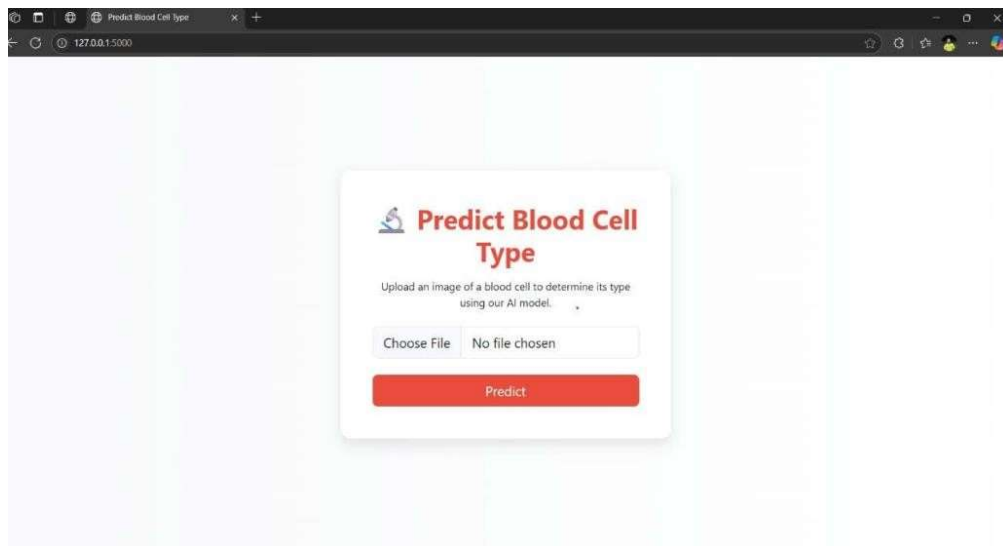 Predict Blood Cell Type
127.0.0.1:5000
Predict Blood Cell
Type
Upload an image of a blood cell to determine its type
using our AI model.
Choose File No file chosen
Predict